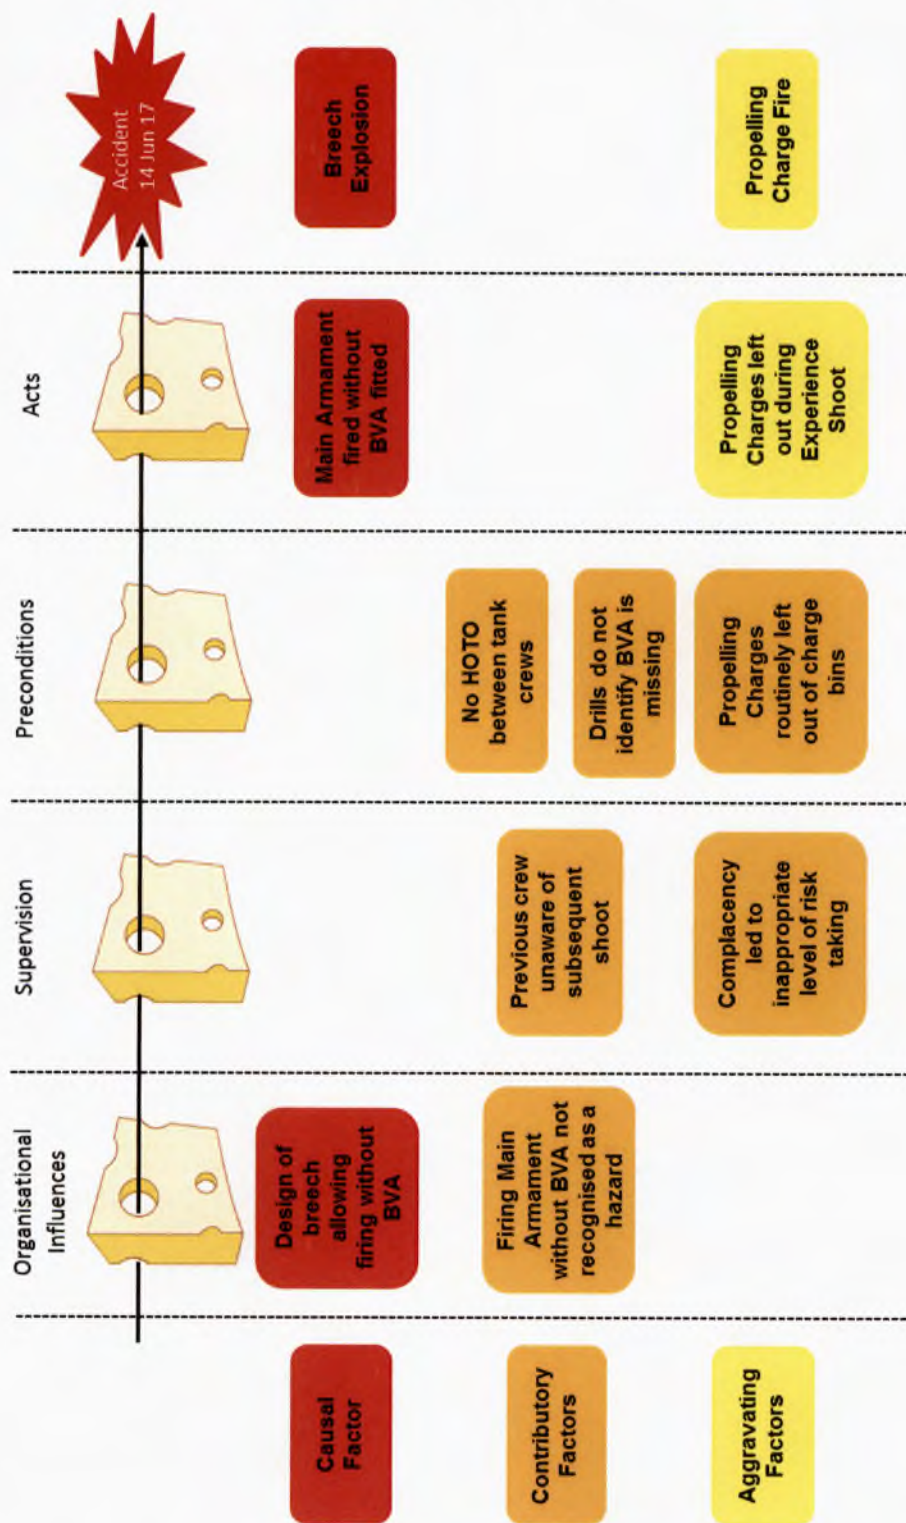 Organisational
Influences
Supervision
Preconditions
Acts
Accident
14 Jun 17
Causal
Factor
Design of
breech
allowing
firing without
BVA
Main Armament
fired without
BVA fitted
Breech
Explosion
Contributory
Factors
Firing Main
Armament
without BVA not
recognised as a
hazard
Previous crew
unaware of
subsequent
shoot
No HOTO
between tank
crews
Drills do not
identify BVA is
missing
Aggravating
Factors
Complacency
led to
inappropriate
level of risk
taking
Propelling
Charges
routinely left
out of charge
bins
Propelling
Charges left
out during
Experience
Shoot
Propelling
Charge Fire